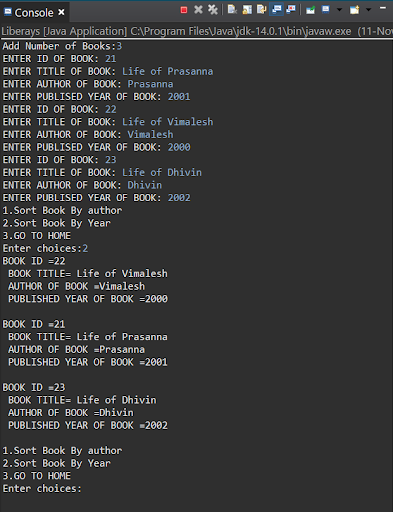 Console
Liberays [Java Application] C:\Program Files\Java\jdk-14.0.1\bin\javaw.exe (11-Nov
Add Number of Books:3
ENTER ID OF BOOK: 21
ENTER TITLE OF BOOK: Life of Prasanna
ENTER AUTHOR OF BOOK: Prasanna
ENTER PUBLISED YEAR OF BOOK: 2001
ENTER ID OF BOOK: 22
ENTER TITLE OF BOOK: Life of Vimalesh
ENTER AUTHOR OF BOOK: Vimalesh
ENTER PUBLISED YEAR OF BOOK: 2000
ENTER ID OF BOOK: 23
ENTER TITLE OF BOOK: Life of Dhivin
ENTER AUTHOR OF BOOK: Dhivin
ENTER PUBLISED YEAR OF BOOK: 2002
1.Sort Book By author
2.Sort Book By Year
3.GO TO HOME
Enter choices:2
BOOK ID =22
BOOK TITLE= Life of Vimalesh
AUTHOR OF BOOK =Vimalesh
PUBLISHED YEAR OF BOOK =2000
BOOK ID =21
BOOK TITLE= Life of Prasanna
AUTHOR OF BOOK =Prasanna
PUBLISHED YEAR OF BOOK =2001
BOOK ID =23
BOOK TITLE= Life of Dhivin
AUTHOR OF BOOK =Dhivin
PUBLISHED YEAR OF BOOK =2002
1.Sort Book By author
2.Sort Book By Year
3.GO TO HOME
Enter choices: